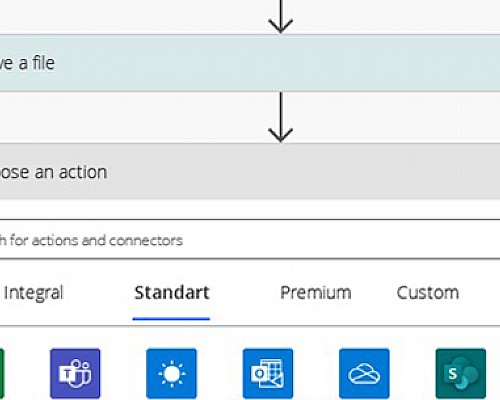 ve a file
ose an action
h for actions and connectors
Integral Standart Premium Custom
T
S